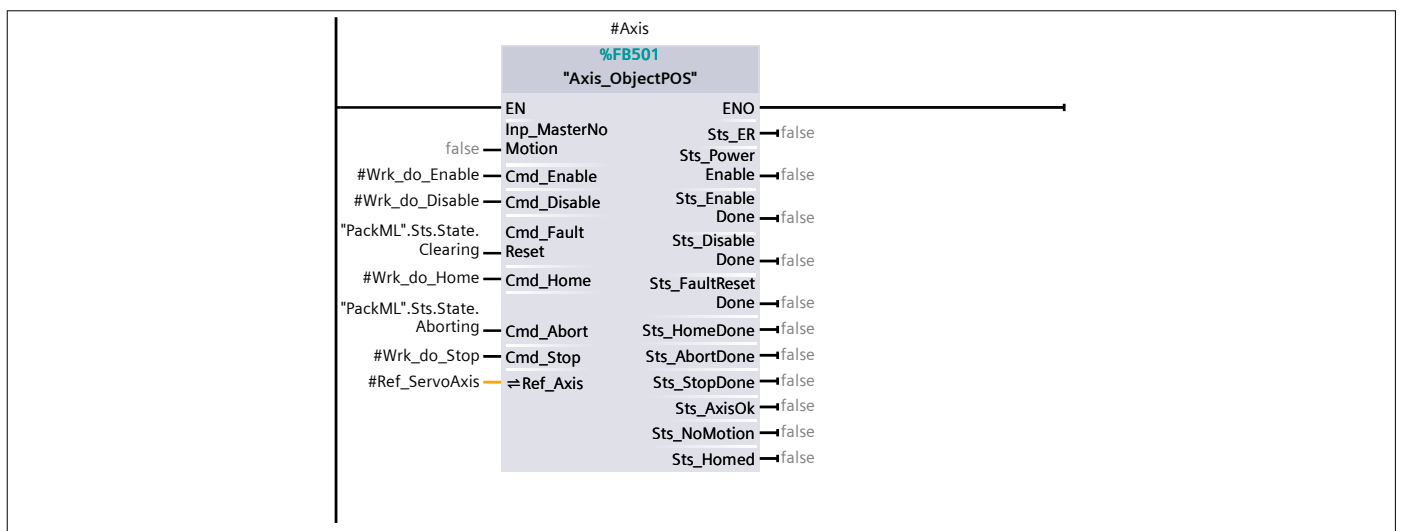 #Axis
%FB501
"Axis_ObjectPOS"
EN ENO
Inp_MasterNo
false Motion
Sts_ER false
Sts_Power
Enable false
#Wrk_do_Enable Cmd_Enable
#Wrk_do_Disable Cmd_Disable
Sts_Enable
Done false
"PackML".Sts.State.
Clearing
Cmd_Fault
Reset
Sts_Disable
Done false
#Wrk_do_Home Cmd_Home
Sts_FaultReset
Done false
"PackML".Sts.State.
Aborting Cmd_Abort
Sts_HomeDone false
#Wrk_do_Stop Cmd_Stop
Sts_AbortDone false
#Ref_ServoAxis ⇌Ref_Axis
Sts_StopDone false
Sts_AxisOk false
Sts_NoMotion false
Sts_Homed false